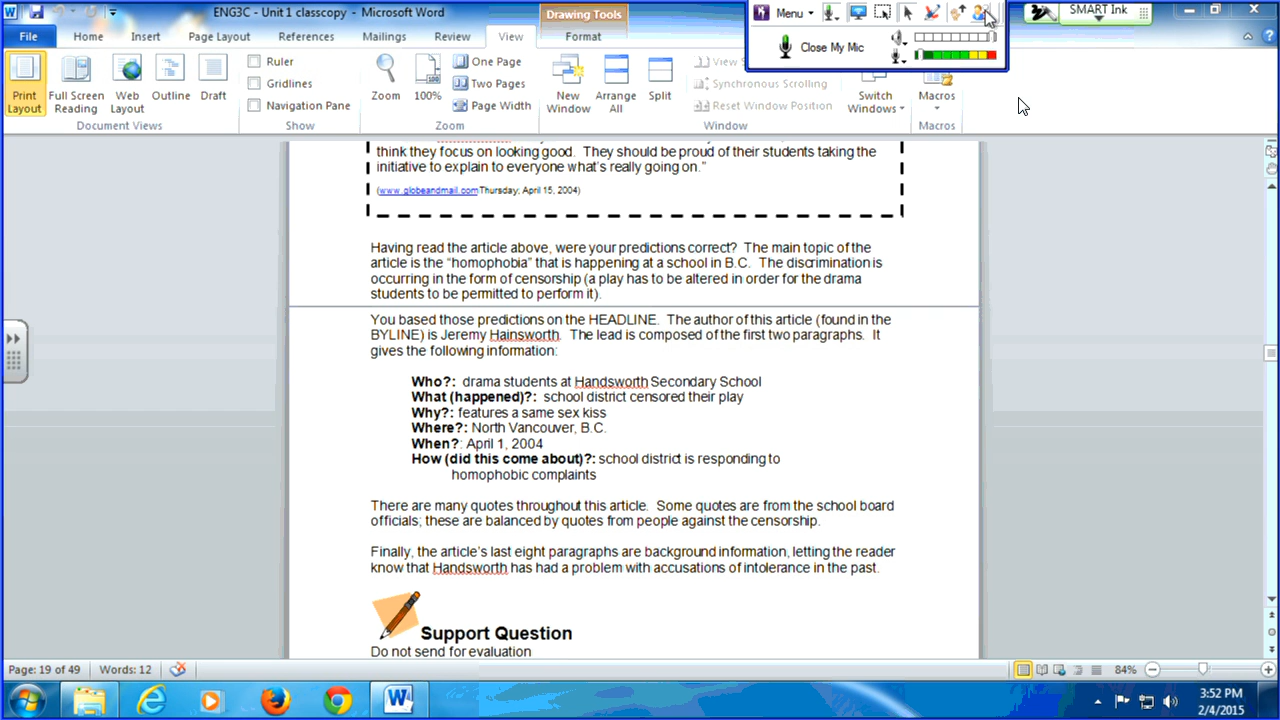 ENG3C - Unit 1 classcopy - Microsoft Word
Drawing Tools
Menu
SMART Ink
File Home Insert Page Layout References Mailings Review View Format
Close My Mic
Ruler
Gridlines
Navigation Pane
One Page
Two Pages
Page Width
View S
Synchronous Scrolling
Reset Window Position
Print Layout
Full Screen Reading
Web Layout
Outline
Draft
Zoom
100%
New Window
Arrange All
Split
Switch Windows
Macros
Document Views Show Zoom Window Macros
think they focus on looking good. They should be proud of their students taking the
initiative to explain to everyone what's really going on."
(www.globeandmail.com Thursday, April 15, 2004)
Having read the article above, were your predictions correct? The main topic of the
article is the "homophobia" that is happening at a school in B.C. The discrimination is
occurring in the form of censorship (a play has to be altered in order for the drama
students to be permitted to perform it).
You based those predictions on the HEADLINE. The author of this article (found in the
BYLINE) is Jeremy Hainsworth. The lead is composed of the first two paragraphs. It
gives the following information:
Who?: drama students at Handsworth Secondary School
What (happened)?: school district censored their play
Why?: features a same sex kiss
Where?: North Vancouver, B.C.
When?: April 1, 2004
How (did this come about)?: school district is responding to
homophobic complaints
There are many quotes throughout this article. Some quotes are from the school board
officials; these are balanced by quotes from people against the censorship.
Finally, the article's last eight paragraphs are background information, letting the reader
know that Handsworth has had a problem with accusations of intolerance in the past.
Support Question
Do not send for evaluation
Page: 19 of 49 Words: 12 84%
3:52 PM
2/4/2015